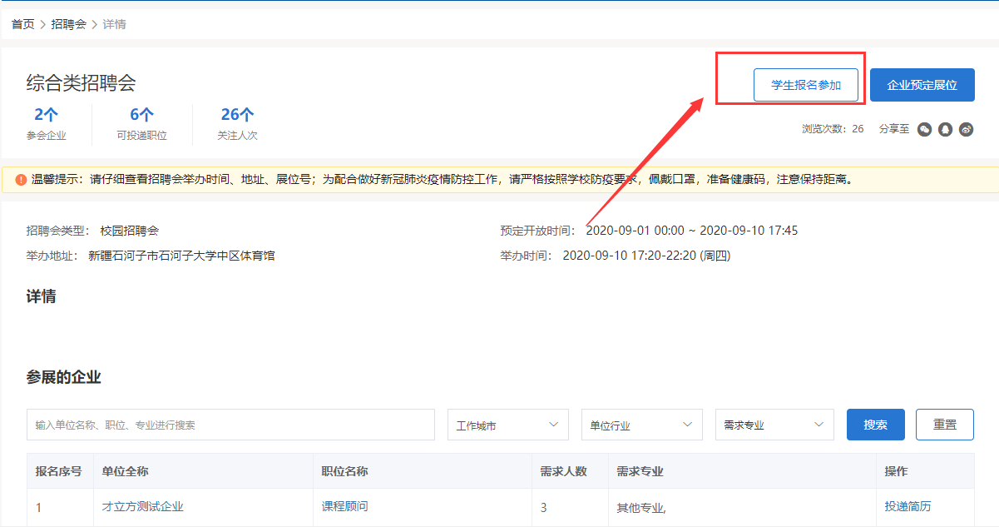 首页 > 招聘会 > 详情
综合类招聘会
学生报名参加 企业预定展位
2个 6个 26个
参会企业 可投递职位 关注人次
浏览次数：26 分享至
温馨提示：请仔细查看招聘会举办时间、地址、展位号；为配合做好新冠肺炎疫情防控工作，请严格按照学校防疫要求，佩戴口罩，准备健康码，注意保持距离。
招聘会类型： 校园招聘会 预定开放时间： 2020-09-01 00:00 ~ 2020-09-10 17:45
举办地址： 新疆石河子市石河子大学中区体育馆 举办时间： 2020-09-10 17:20-22:20 (周四)
详情
参展的企业
输入单位名称、职位、专业进行搜索 工作城市 单位行业 需求专业 搜索 重置
报名序号 单位全称 职位名称 需求人数 需求专业 操作
1 才立方测试企业 课程顾问 3 其他专业, 投递简历